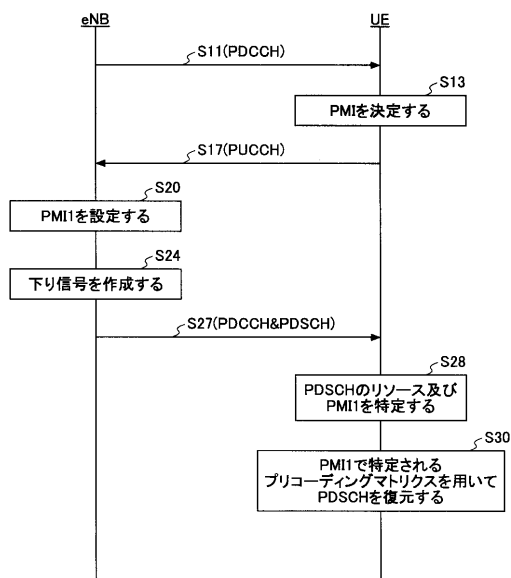 eNB
UE
S11(PDCCH)
S13
PMIを決定する
S17(PUCCH)
S20
PMI1を設定する
S24
下り信号を作成する
S27(PDCCH&PDSCH)
S28
PDSCHのリソース及び
PMI1を特定する
S30
PMI1で特定される
プリコーディングマトリクスを用いて
PDSCHを復元する